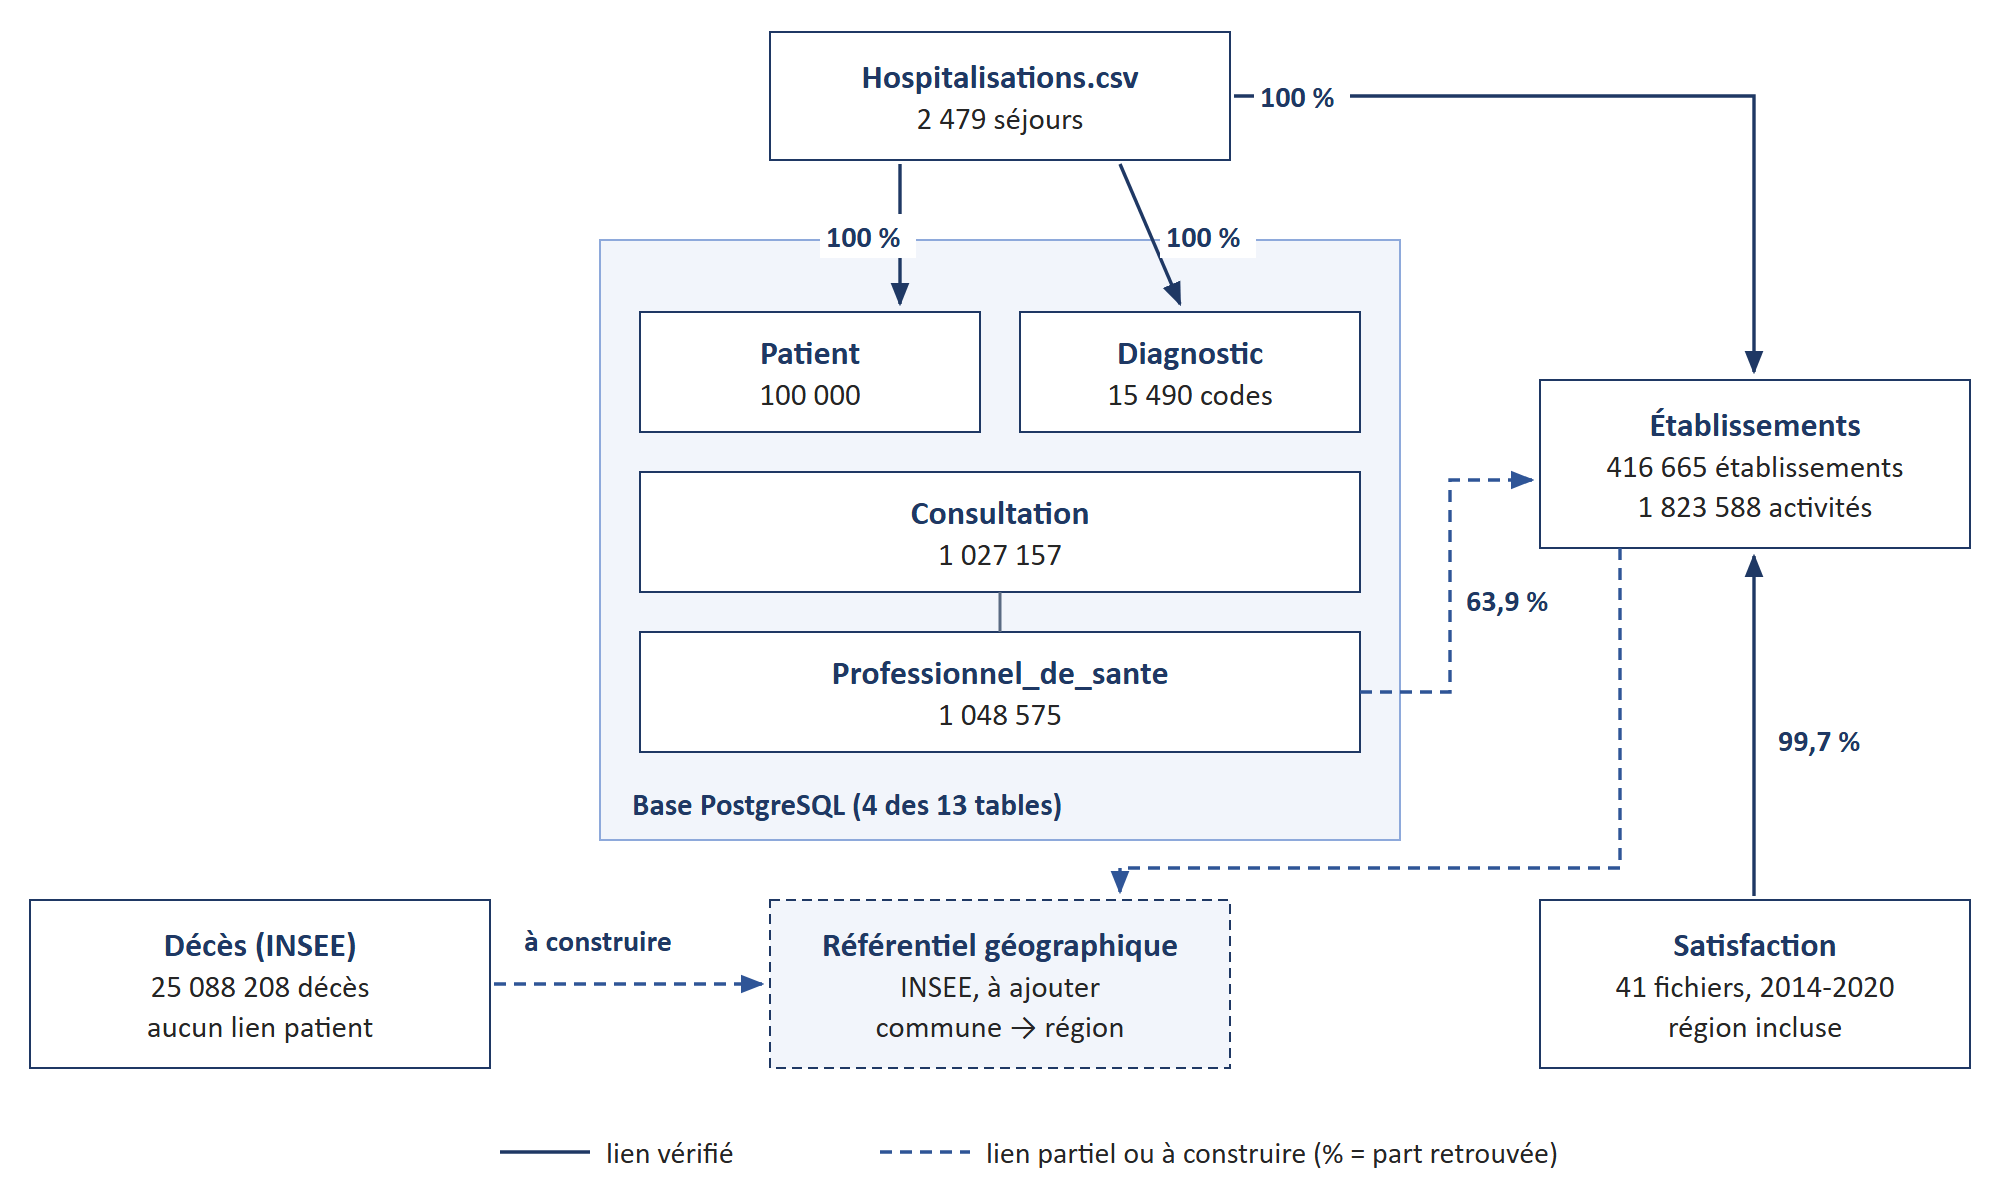 Hospitalisations.csv
2 479 séjours
100 %
100 %
100 %
Patient
100 000
Diagnostic
15 490 codes
Établissements
416 665 établissements
1 823 588 activités
Consultation
1 027 157
63,9 %
Professionnel_de_sante
1 048 575
99,7 %
Base PostgreSQL (4 des 13 tables)
Décès (INSEE)
25 088 208 décès
aucun lien patient
à construire
Référentiel géographique
INSEE, à ajouter
commune → région
Satisfaction
41 fichiers, 2014-2020
région incluse
lien vérifié
lien partiel ou à construire (% = part retrouvée)